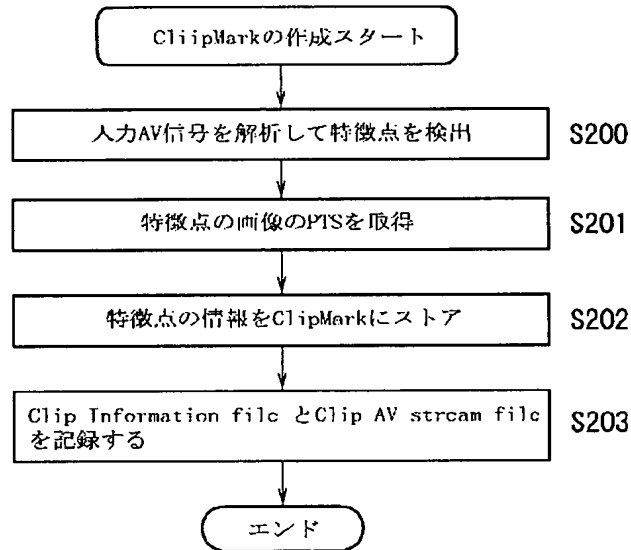 CliipMarkの作成スタート
入力AV信号を解析して特徴点を検出
S200
特徴点の画像のPTSを取得
S201
特徴点の情報をClipMarkにストア
S202
Clip Information file とClip AV stream file
を記録する
S203
エンド